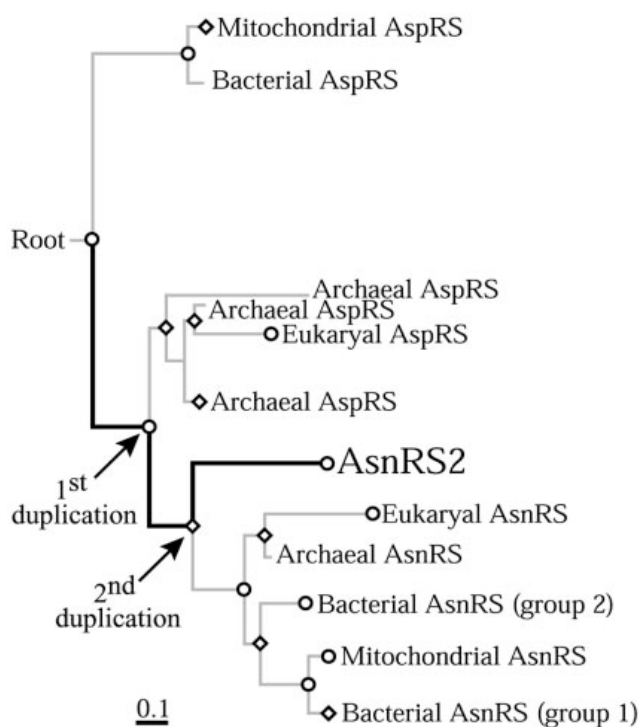 Mitochondrial AspRS
Bacterial AspRS
Root
Archaeal AspRS
Archaeal AspRS
Eukaryal AspRS
Archaeal AspRS
AsnRS2
1st
duplication
Eukaryal AsnRS
Archaeal AsnRS
2nd
duplication
Bacterial AsnRS (group 2)
Mitochondrial AsnRS
0.1
Bacterial AsnRS (group 1)